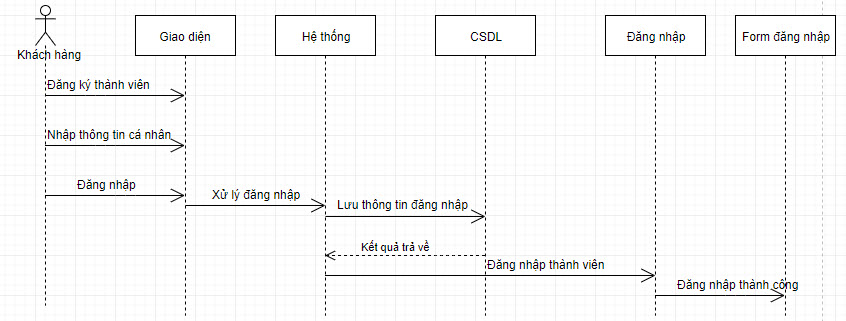 Khách hàng
Giao diện
Hệ thống
CSDL
Đăng nhập
Form đăng nhập
Đăng ký thành viên
Nhập thông tin cá nhân
Đăng nhập
Xử lý đăng nhập
Lưu thông tin đăng nhập
Kết quả trả về
Đăng nhập thành viên
Đăng nhập thành công